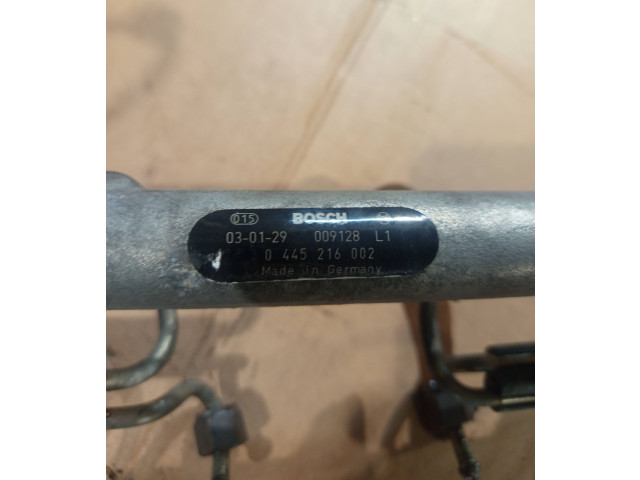 015 BOSCH
03-01-29 009128 L1
0 445 216 002
Made in Germany